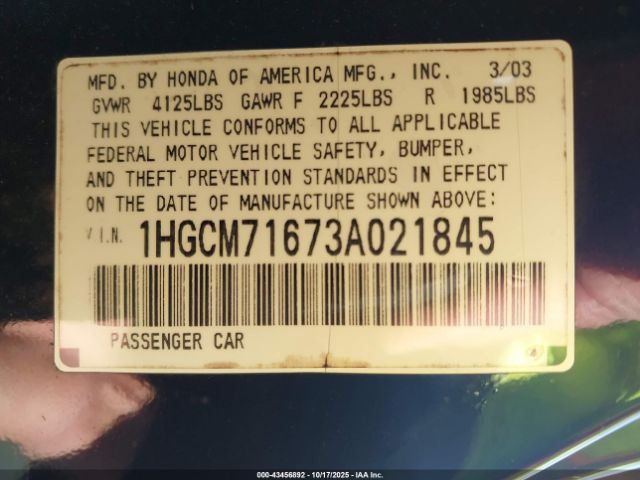 MFD. BY HONDA OF AMERICA MFG., INC. 3/03
GVWR 4125LBS GAWR F 2225LBS R 1985LBS
THIS VEHICLE CONFORMS TO ALL APPLICABLE
FEDERAL MOTOR VEHICLE SAFETY, BUMPER,
AND THEFT PREVENTION STANDARDS IN EFFECT
ON THE DATE OF MANUFACTURE SHOWN ABOVE:
V.I.N. 1HGCM71673A021845
PASSENGER CAR
4
000-43456892 - 10/17/2025 - IAA Inc.